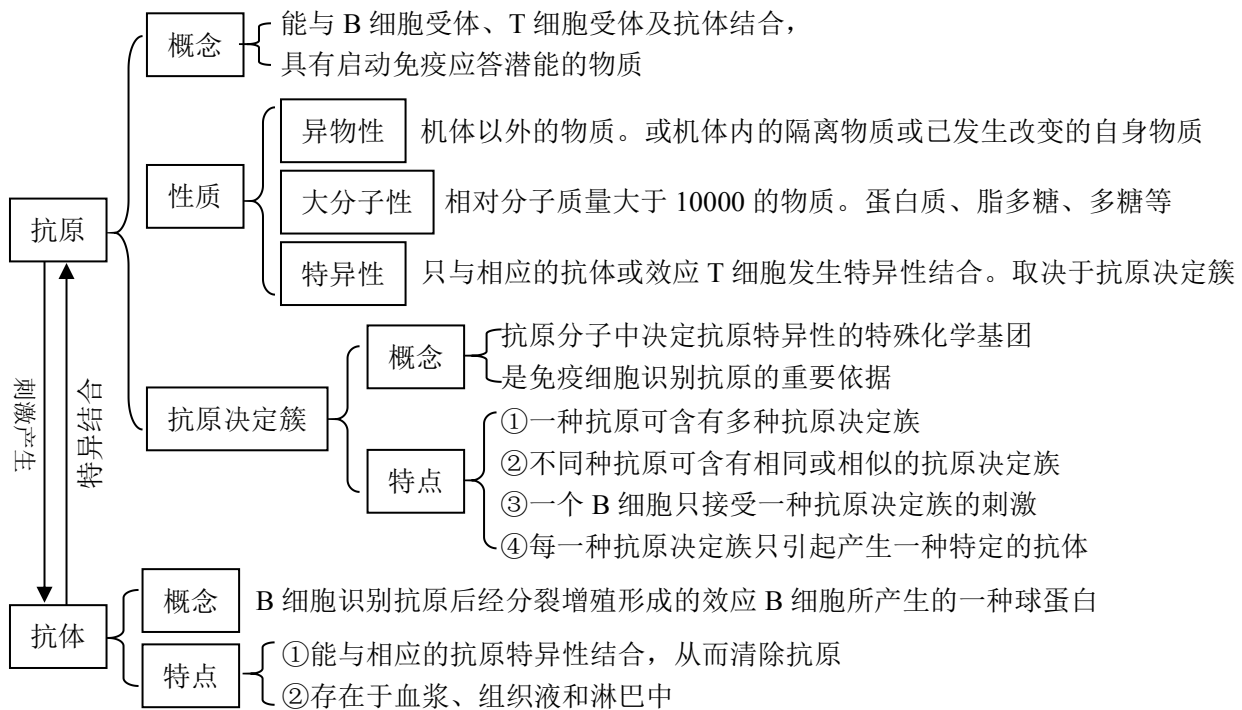 概念
能与 B 细胞受体、T 细胞受体及抗体结合，
具有启动免疫应答潜能的物质
性质
异物性
机体以外的物质。或机体内的隔离物质或已发生改变的自身物质
大分子性
相对分子质量大于 10000 的物质。蛋白质、脂多糖、多糖等
特异性
只与相应的抗体或效应 T 细胞发生特异性结合。取决于抗原决定簇
抗原
抗原决定簇
概念
抗原分子中决定抗原特异性的特殊化学基团
是免疫细胞识别抗原的重要依据
特点
①一种抗原可含有多种抗原决定族
②不同种抗原可含有相同或相似的抗原决定族
③一个 B 细胞只接受一种抗原决定族的刺激
④每一种抗原决定族只引起产生一种特定的抗体
刺激产生
特异结合
抗体
概念
B 细胞识别抗原后经分裂增殖形成的效应 B 细胞所产生的一种球蛋白
特点
①能与相应的抗原特异性结合，从而清除抗原
②存在于血浆、组织液和淋巴中